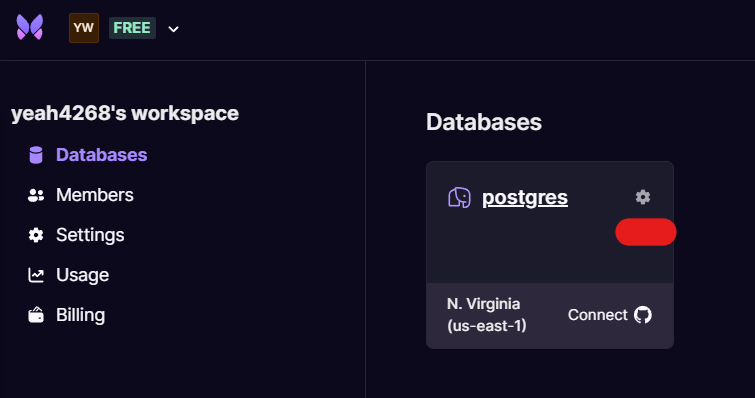 YW FREE
yeah4268's workspace
Databases
Members
Settings
Usage
Billing
Databases
postgres
N. Virginia
(us-east-1)
Connect